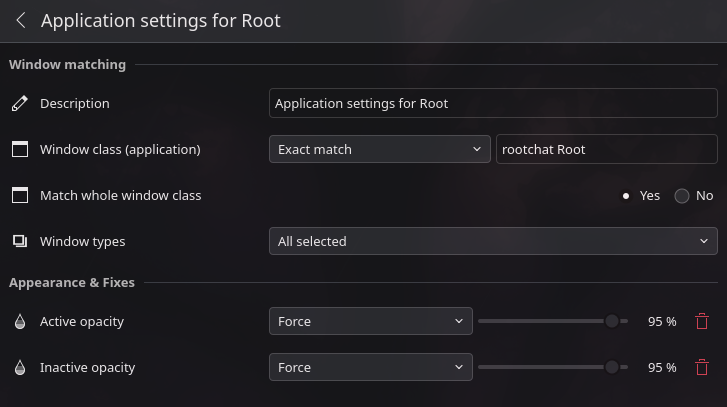 Application settings for Root
Window matching
Description Application settings for Root
Window class (application) Exact match rootchat Root
Match whole window class Yes No
Window types All selected
Appearance & Fixes
Active opacity Force 95 %
Inactive opacity Force 95 %